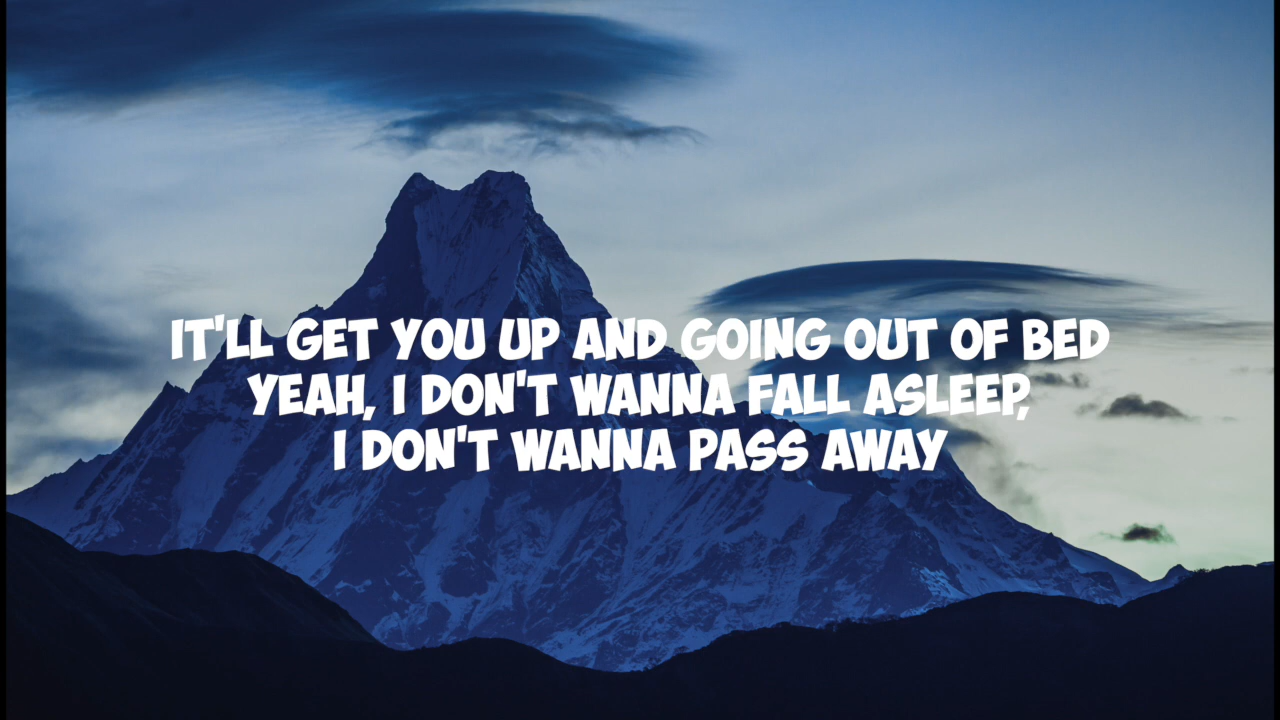 IT'LL GET YOU UP AND GOING OUT OF BED
YEAH, I DON'T WANNA FALL ASLEEP,
I DON'T WANNA PASS AWAY